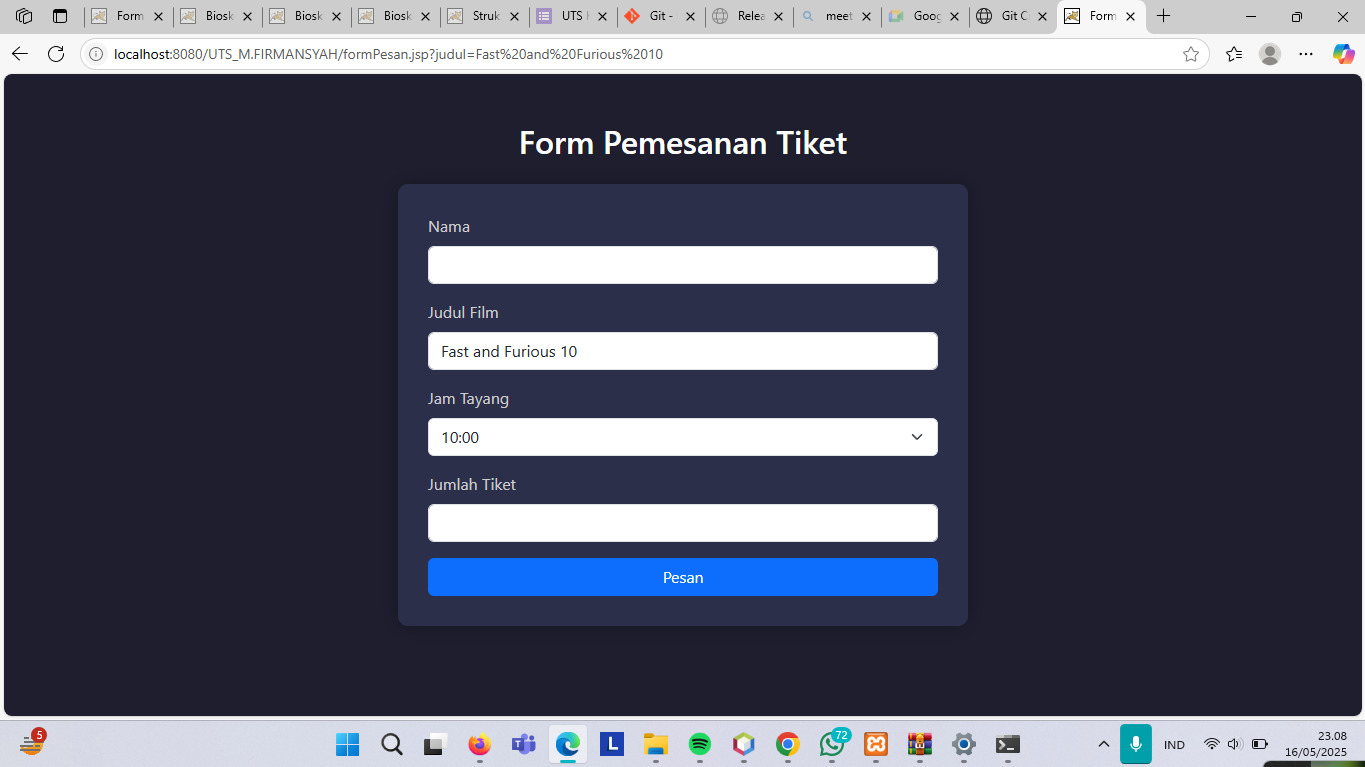 Form
Biosk
Biosk
Biosk
Struk
UTS
Git -
Relea
meet
Goog
Git C
Form
localhost:8080/UTS_M.FIRMANSYAH/formPesan.jsp?judul=Fast%20and%20Furious%2010
Form Pemesanan Tiket
Nama
Judul Film
Fast and Furious 10
Jam Tayang
10:00
Jumlah Tiket
Pesan
5
L
72
IND
23.08
16/05/2025